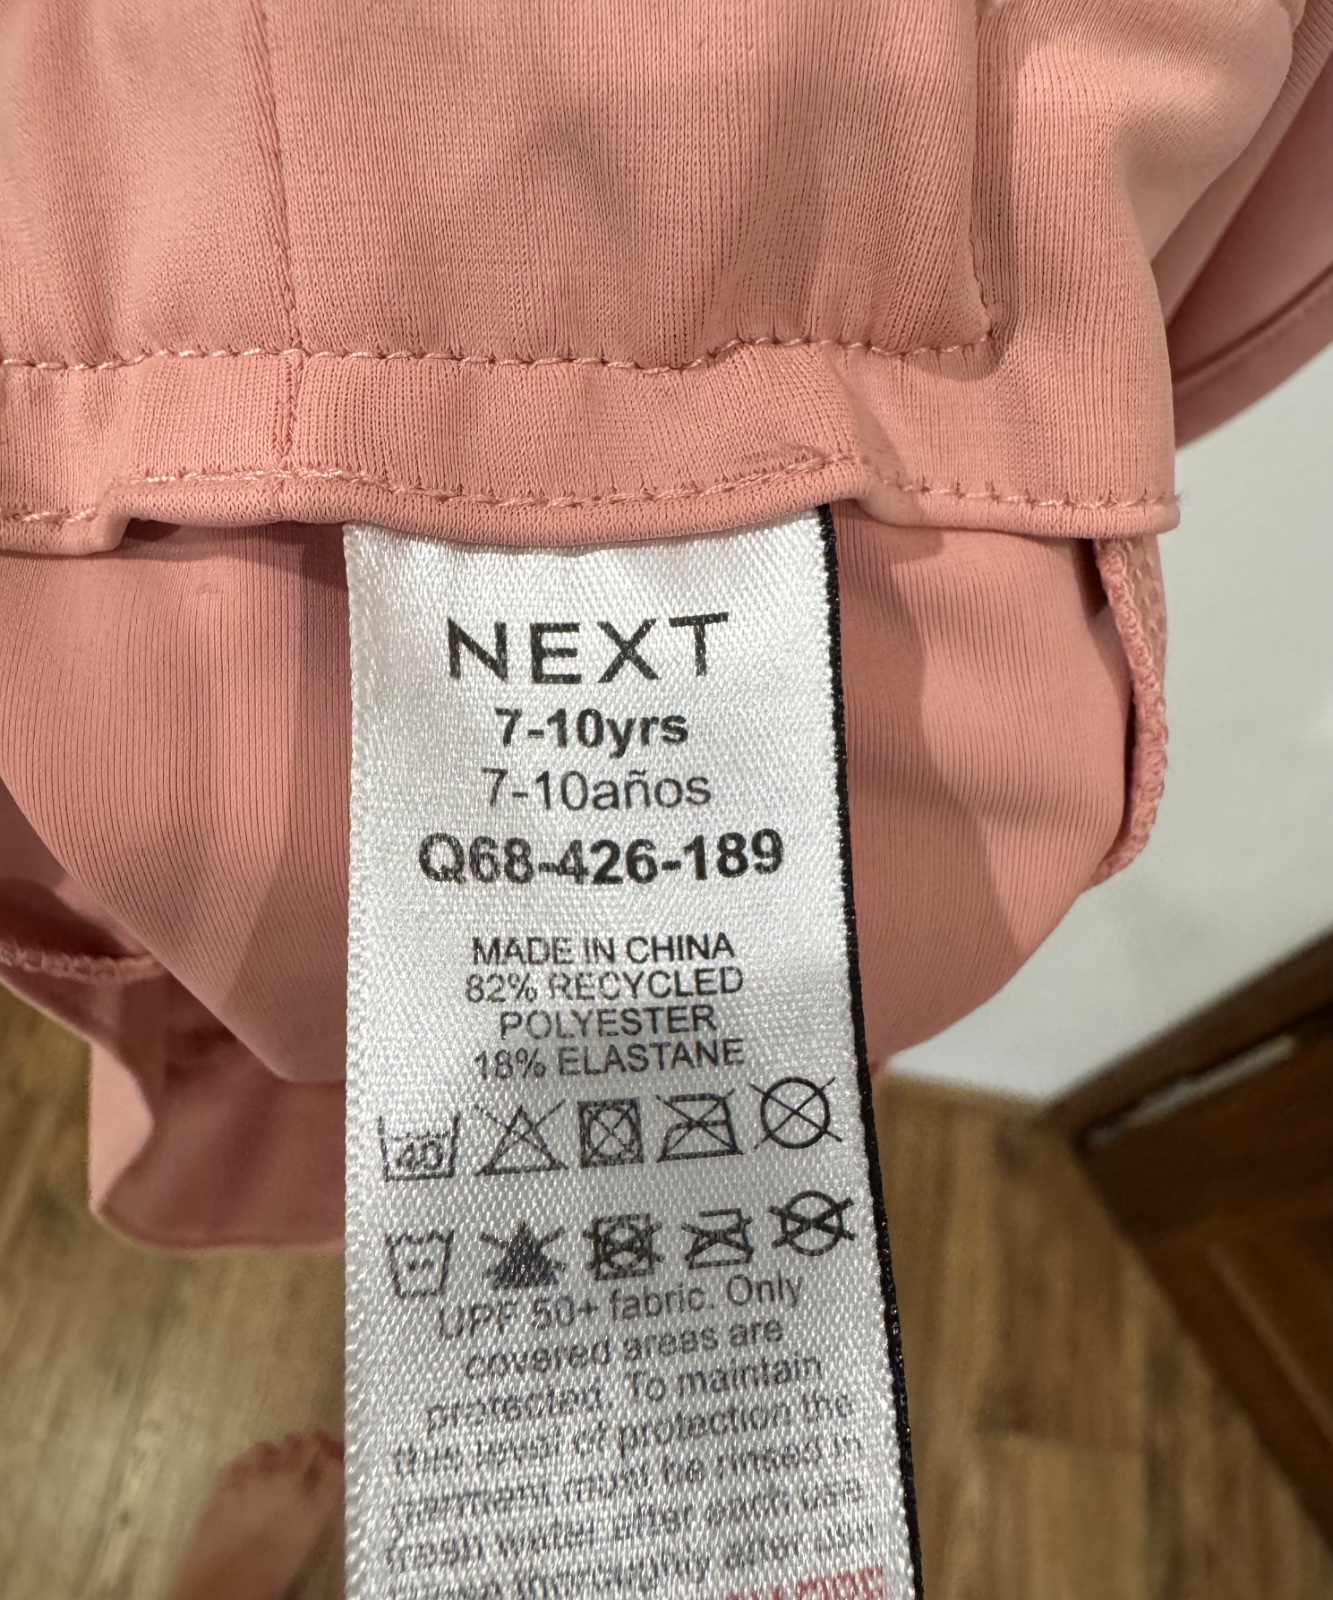 NEXT
7-10yrs
7-10años
Q68-426-189
MADE IN CHINA
82% RECYCLED
POLYESTER
18% ELASTANE
40
UPF 50+ fabric. Only
covered areas are
protected. To maintain
this level of protection the
garment must be rinsed in
fresh water after each use